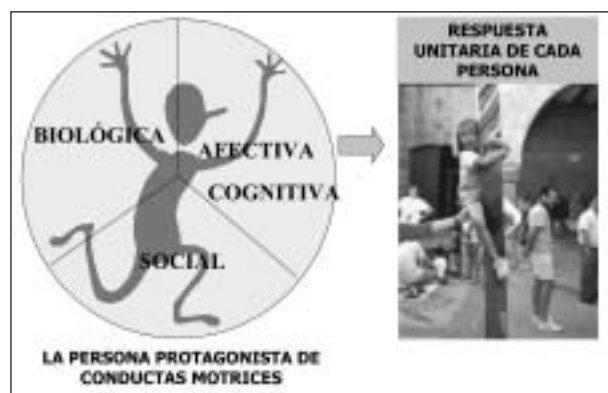 BIOLÓGICA
AFECTIVA
COGNITIVA
SOCIAL
LA PERSONA PROTAGONISTA DE
CONDUCTAS MOTRICES
RESPUESTA
UNITARIA DE CADA
PERSONA